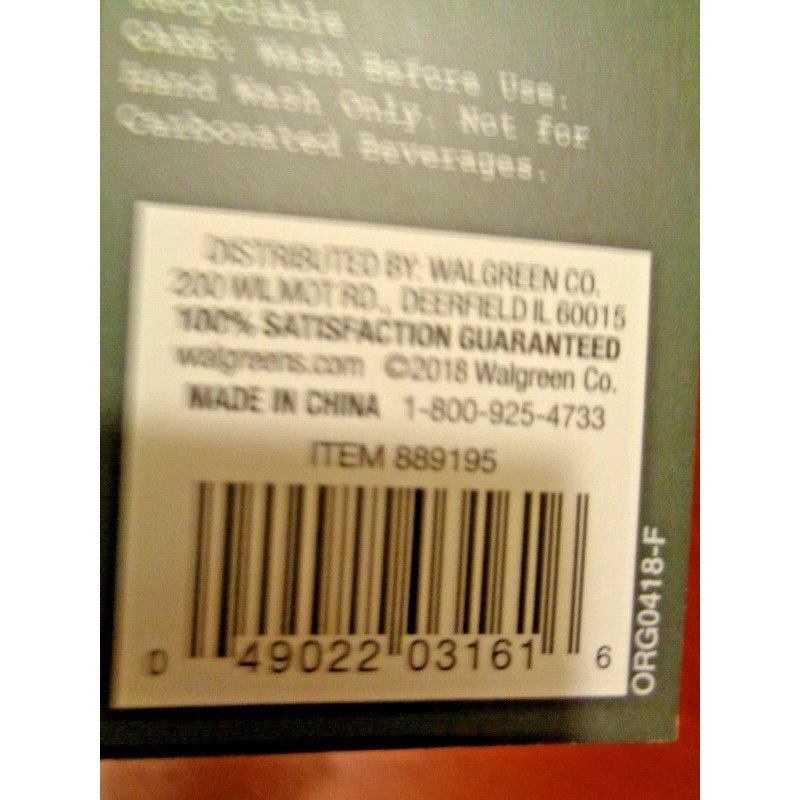 Recyclable
CARE: Wash Before Use.
Hand Wash Only. Not for
Carbonated Beverages.
DISTRIBUTED BY: WALGREEN CO.
200 WILMOT RD., DEERFIELD IL 60015
100% SATISFACTION GUARANTEED
walgreens.com ©2018 Walgreen Co.
MADE IN CHINA 1-800-925-4733
ITEM 889195
0 49022 03161 6
ORG0418-F